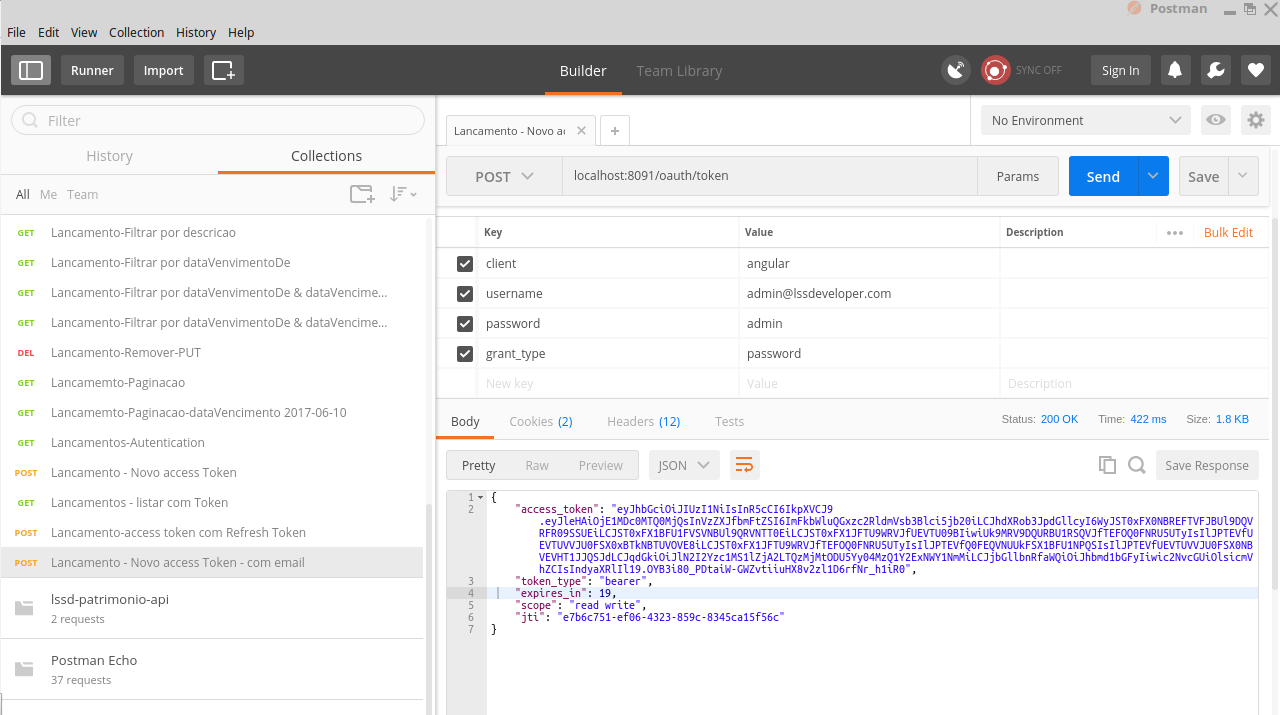 Postman
File Edit View Collection History Help
Runner Import Builder Team Library SYNC OFF Sign In
Filter
History Collections
All Me Team
GET Lancamento-Filtrar por descricao
GET Lancamento-Filtrar por dataVenvimentoDe
GET Lancamento-Filtrar por dataVenvimentoDe & dataVencime...
GET Lancamento-Filtrar por dataVenvimentoDe & dataVencime...
DEL Lancamento-Remover-PUT
GET Lancamemto-Paginacao
GET Lancamemto-Paginacao-dataVencimento 2017-06-10
GET Lancamentos-Autentication
POST Lancamento - Novo access Token
GET Lancamentos - listar com Token
POST Lancamento-access token com Refresh Token
POST Lancamento - Novo access Token - com email
lssd-patrimonio-api
2 requests
Postman Echo
37 requests
Lancamento - Novo ac
No Environment
POST localhost:8091/oauth/token Params Send Save
Key Value Description Bulk Edit
client angular
username admin@lssdeveloper.com
password admin
grant_type password
New key Value Description
Body Cookies (2) Headers (12) Tests Status: 200 OK Time: 422 ms Size: 1.8 KB
Pretty Raw Preview JSON Save Response
1 {
2 "access_token": "eyJhbGciOiJIUzI1NiIsInR5cCI6IkpXVCJ9
3 "token_type": "bearer",
4 "expires_in": 19,
5 "scope": "read write",
6 "jti": "e7b6c751-ef06-4323-859c-8345ca15f56c"
7 }